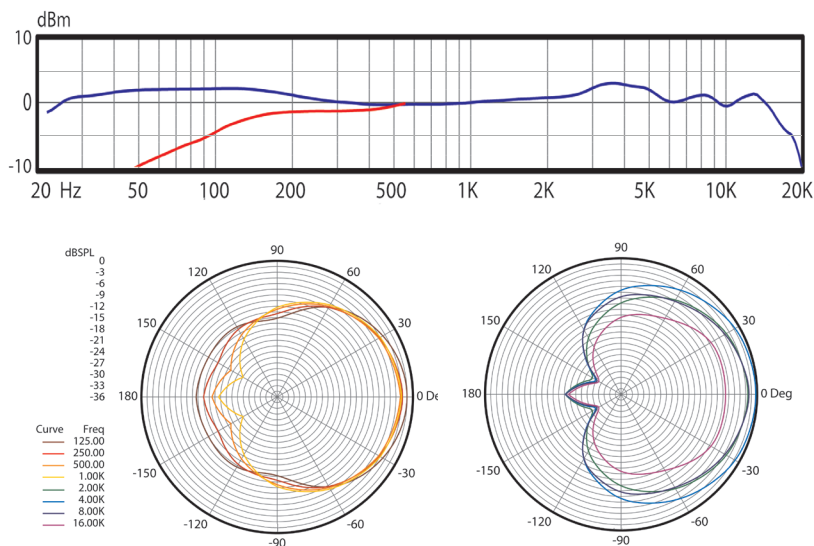 dBm
10
0
-10
20 Hz 50 100 200 500 1K 2K 5K 10K 20K
dBSPL
0
-3
-6
-9
-12
-15
-18
-21
-24
-27
-30
-33
-36
90
120 60
150 30
180 0 De
-150 -30
-120 -60
-90
90
120 60
150 30
180 0 Deg
-150 -30
-120 -60
-90
Curve Freq
125.00
250.00
500.00
1.00K
2.00K
4.00K
8.00K
16.00K